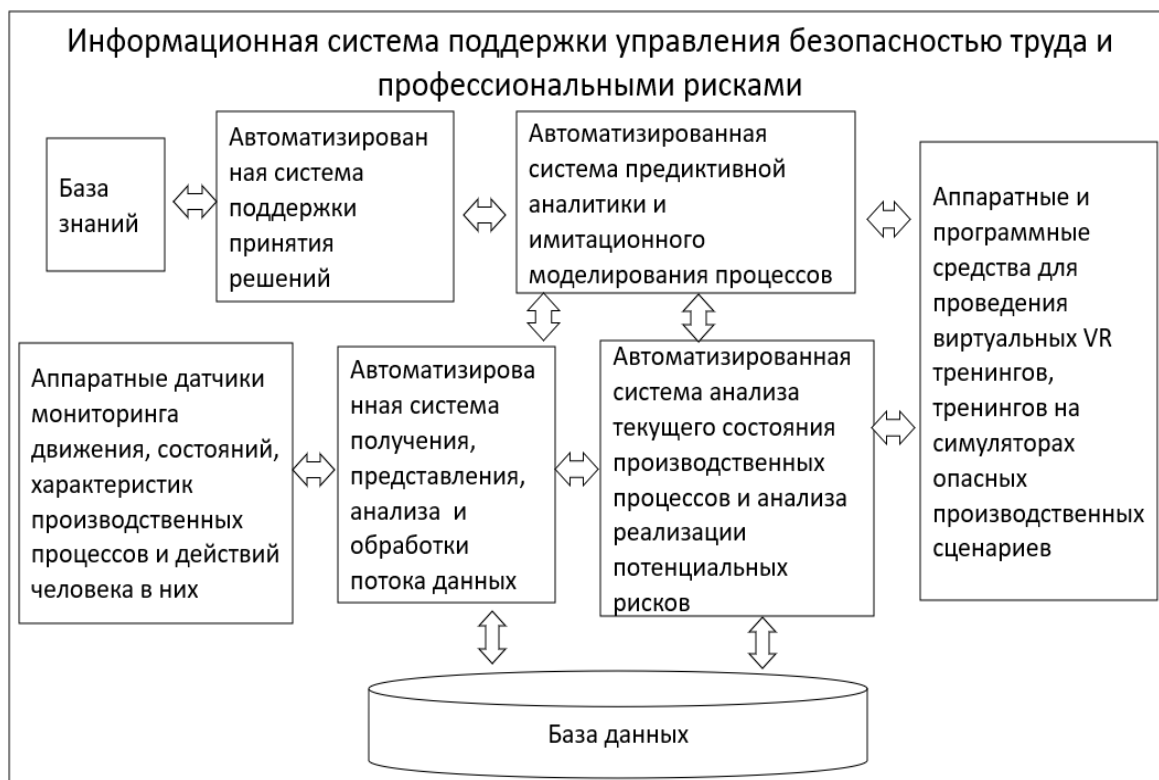 Информационная система поддержки управления безопасностью труда и
профессиональными рисками
База
знаний
Автоматизирован
ная система
поддержки
принятия
решений
Автоматизированная
система предиктивной
аналитики и
имитационного
моделирования процессов
Аппаратные и
программные
средства для
проведения
виртуальных VR
тренингов,
тренингов на
симуляторах
опасных
производственных
сценариев
Аппаратные датчики
мониторинга
движения, состояний,
характеристик
производственных
процессов и действий
человека в них
Автоматизирова
нная система
получения,
представления,
анализа и
обработки
потока данных
Автоматизированная
система анализа
текущего состояния
производственных
процессов и анализа
реализации
потенциальных
рисков
База данных